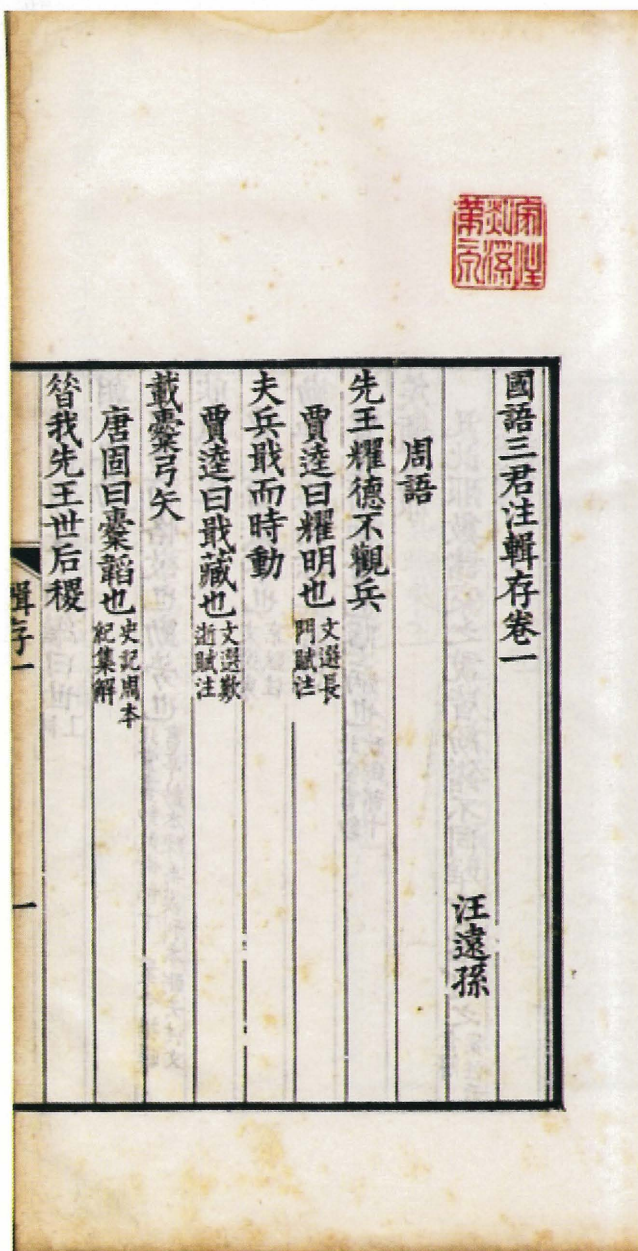 國語三君注輯存卷一
汪遠孫
周語
先王耀德不觀兵
賈逵曰耀明也文選長門賦注
夫兵戢而時動
賈逵曰戢藏也文選歎逝賦注
載櫜弓矢
唐固曰櫜韜也史記周本紀集解
昝我先王世后稷
輯存一
一